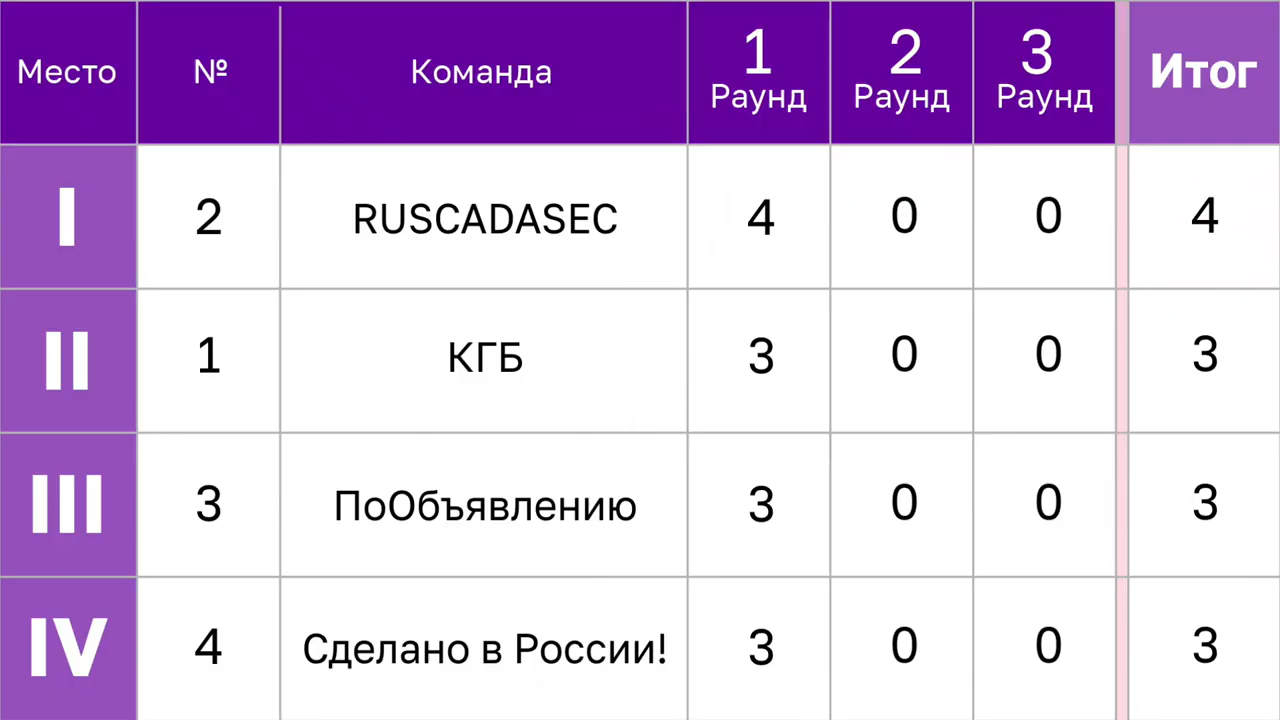 Место № Команда 1 Раунд 2 Раунд 3 Раунд Итог
I 2 RUSCADASEC 4 0 0 4
II 1 КГБ 3 0 0 3
III 3 ПоОбъявлению 3 0 0 3
IV 4 Сделано в России! 3 0 0 3